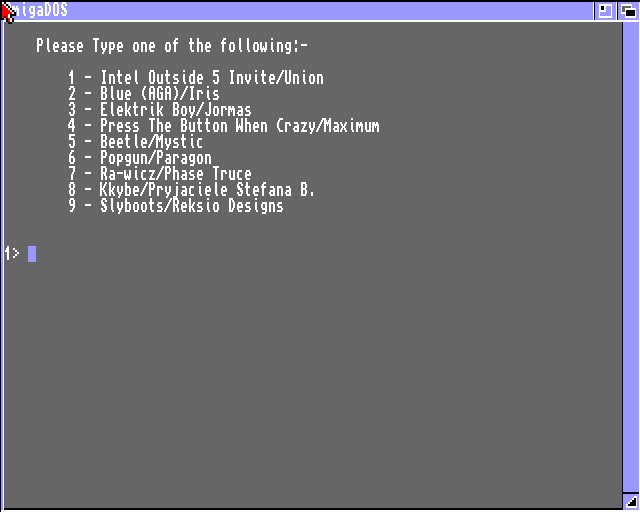 migaDOS
Please Type one of the following:-
1 - Intel Outside 5 Invite/Union
2 - Blue (AGA)/Iris
3 - Elektrik Boy/Jormas
4 - Press The Button When Crazy/Maximum
5 - Beetle/Mystic
6 - Popgun/Paragon
7 - Ra-wicz/Phase Truce
8 - Kkybe/Pryjaciele Stefana B.
9 - Slyboots/Reksio Designs
1>